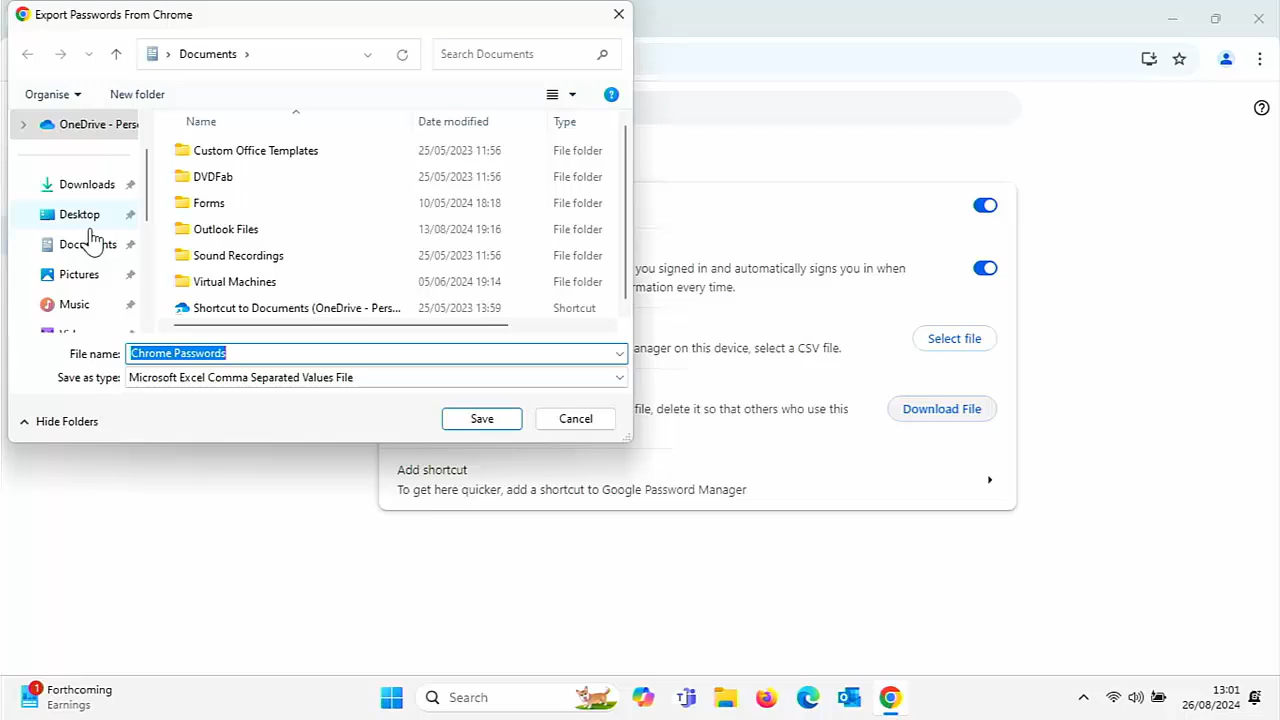 Export Passwords From Chrome
Documents
Search Documents
Organise
New folder
Name
Date modified
Type
OneDrive - Pers
Downloads
Desktop
Documents
Pictures
Music
Custom Office Templates 25/05/2023 11:56 File folder
DVDFab 25/05/2023 11:56 File folder
Forms 10/05/2024 18:18 File folder
Outlook Files 13/08/2024 19:16 File folder
Sound Recordings 25/05/2023 11:56 File folder
Virtual Machines 05/06/2024 19:14 File folder
Shortcut to Documents (OneDrive - Pers... 25/05/2023 13:59 Shortcut
File name: Chrome Passwords
Save as type: Microsoft Excel Comma Separated Values File
Hide Folders
Save
Cancel
you signed in and automatically signs you in when
rmation every time.
anager on this device, select a CSV file.
Select file
file, delete it so that others who use this
Download File
Add shortcut
To get here quicker, add a shortcut to Google Password Manager
1
Forthcoming
Earnings
Search
13:01
26/08/2024